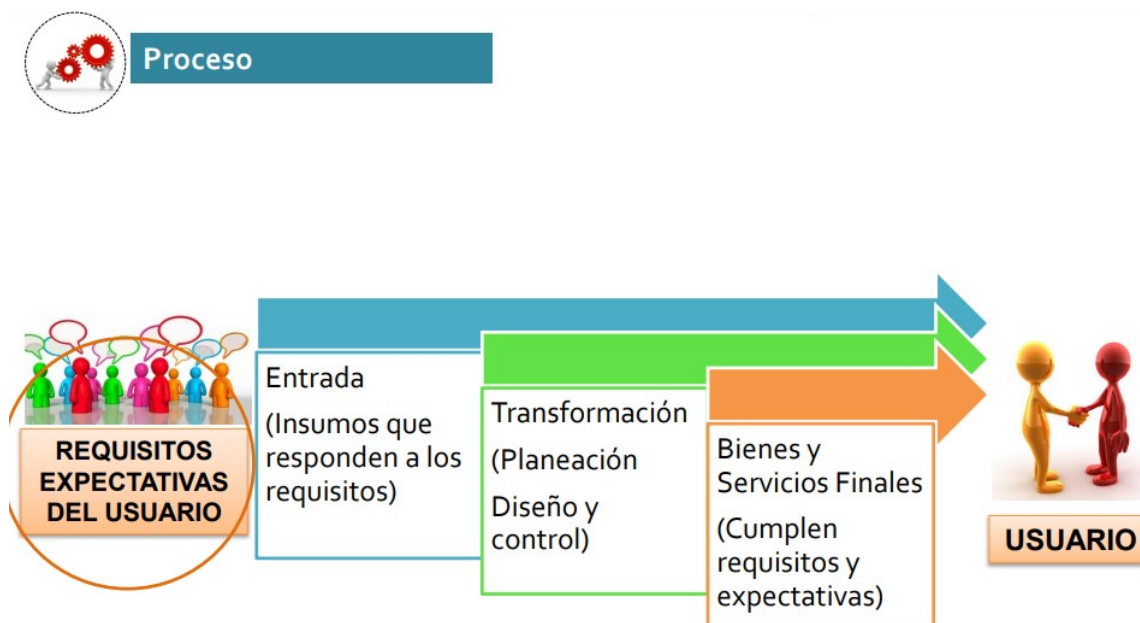 Proceso
REQUISITOS
EXPECTATIVAS
DEL USUARIO
Entrada
(Insumos que
responden a los
requisitos)
Transformación
(Planeación
Diseño y
control)
Bienes y
Servicios Finales
(Cumplen
requisitos y
expectativas)
USUARIO